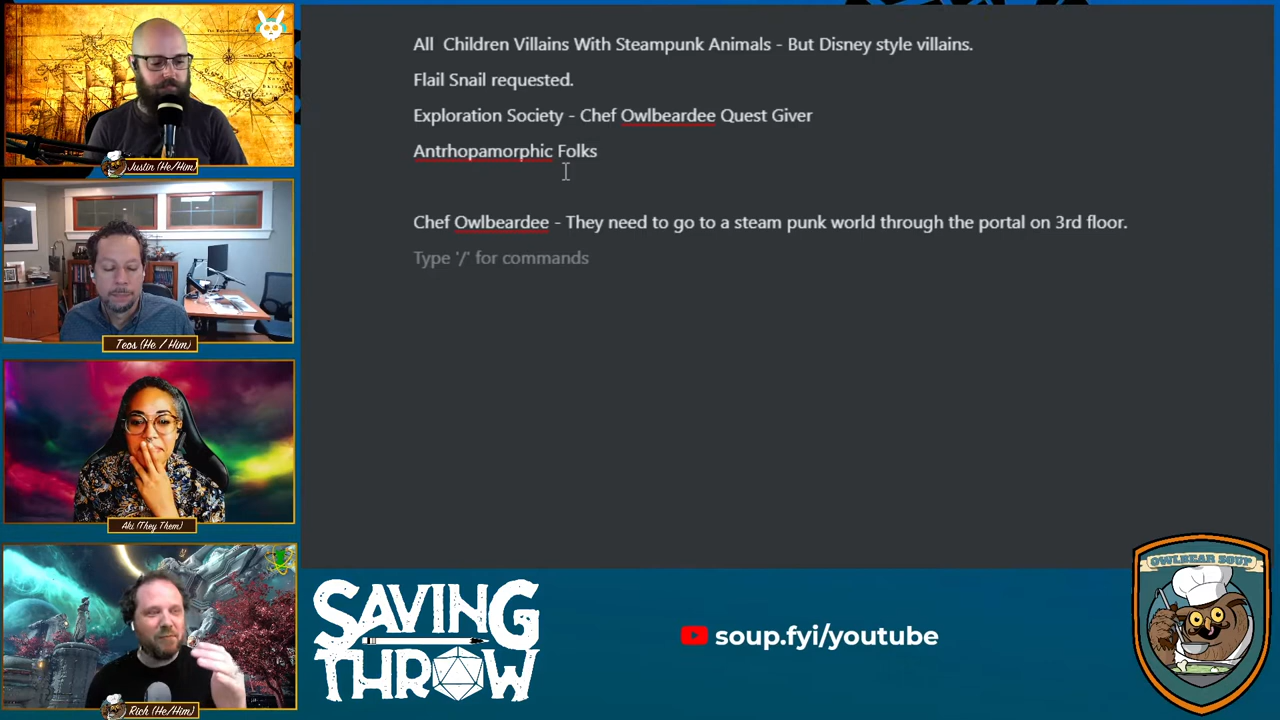 All  Children Villains With Steampunk Animals - But Disney style villains.
Flail Snail requested.
Exploration Society - Chef Owlbeardee Quest Giver
Antrhopamorphic Folks
Chef Owlbeardee - They need to go to a steam punk world through the portal on 3rd floor.
Type '/' for commands
Justin (He/Him)
Teos (He / Him)
Aki (They Them)
Rich (He/Him)
SAVING
THROW
soup.fyi/youtube
OWLBEAR SOUP